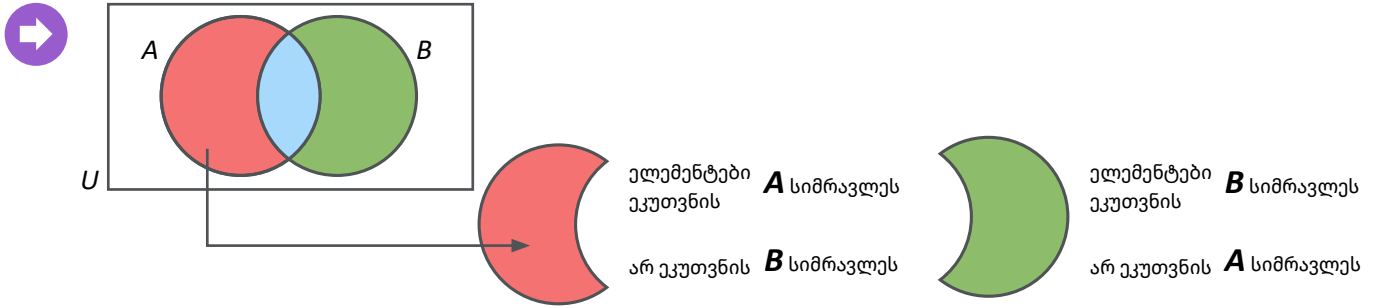 A
B
U
ელემენტები
ეკუთვნის A სიმრავლეს
არ ეკუთვნის B სიმრავლეს
ელემენტები
ეკუთვნის B სიმრავლეს
არ ეკუთვნის A სიმრავლეს